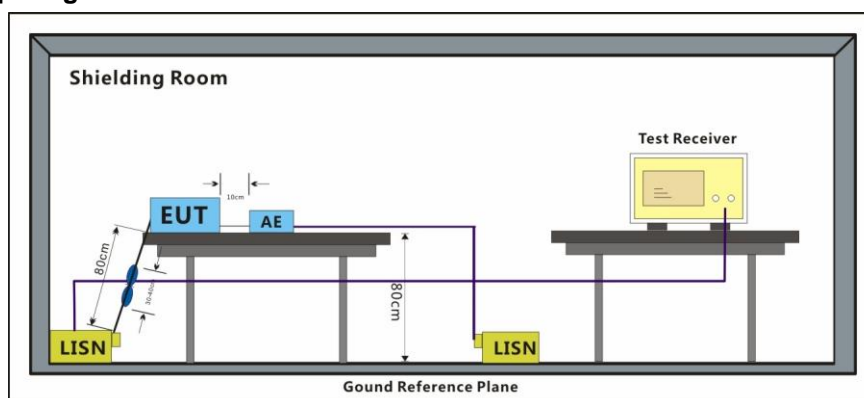 Shielding Room
Test Receiver
10cm
EUT
AE
80cm
30-40cm
80cm
LISN
LISN
Gound Reference Plane